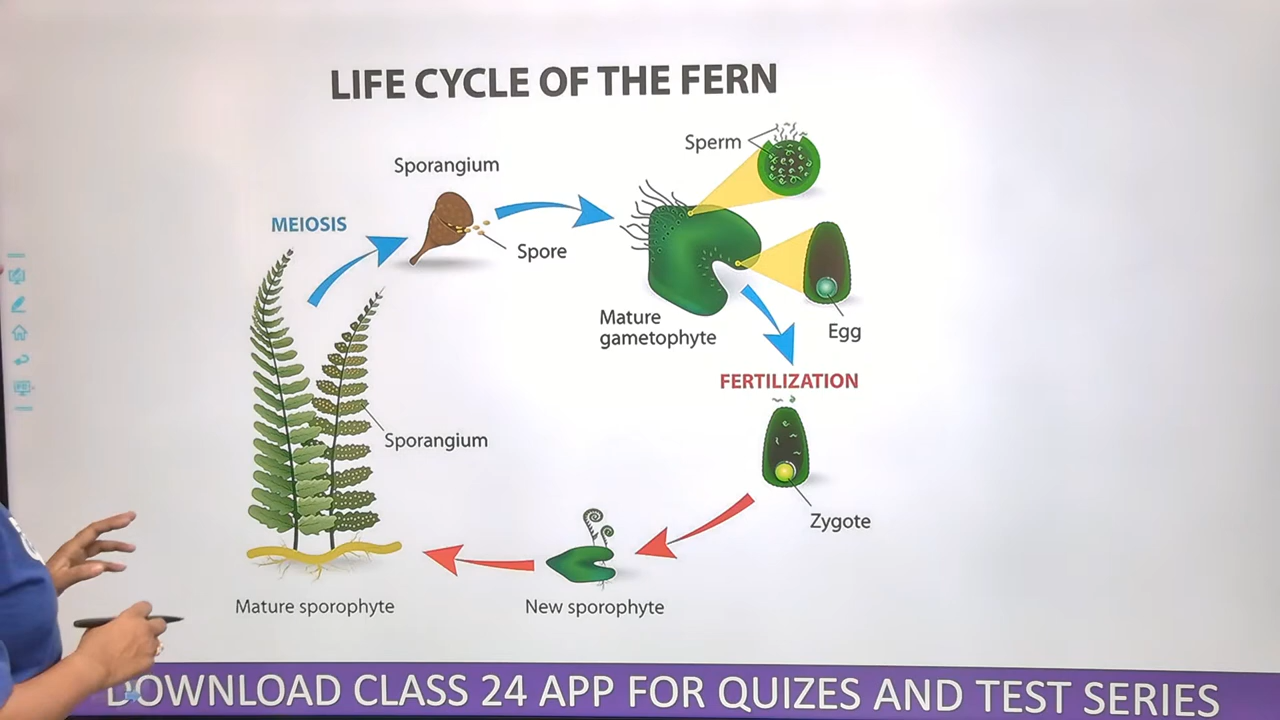 LIFE CYCLE OF THE FERN
Sperm
Sporangium
MEIOSIS
Spore
Mature
gametophyte
Egg
FERTILIZATION
Sporangium
Zygote
Mature sporophyte
New sporophyte
DOWNLOAD CLASS 24 APP FOR QUIZES AND TEST SERIES